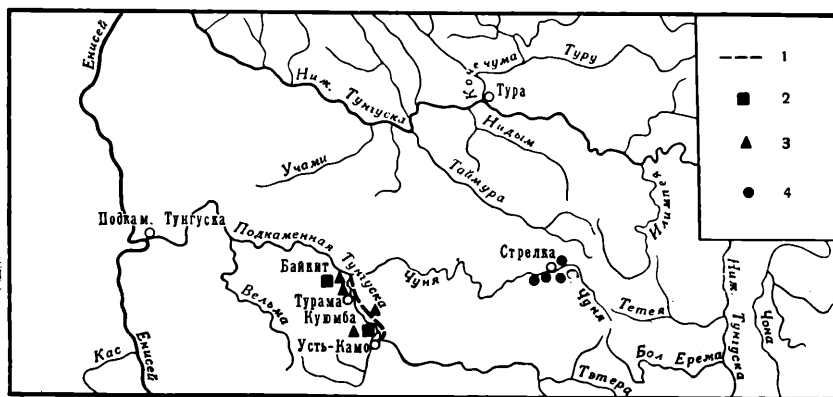 Енисей
Ниж. Тунгуска
Кочечума
Туру
Тура
Нидым
Учами
Таймура
Илимпея
Подкам. Тунгуска
Подкаменная Тунгуска
Байкит
Турама
Куюмба
Усть-Камо
Вельма
Чуня
Стрелка
Чуня
Тетея
Ниж. Тунгуска
Чона
Бол Ерема
Тэтерэ
Кас
Енисей
1
2
3
4